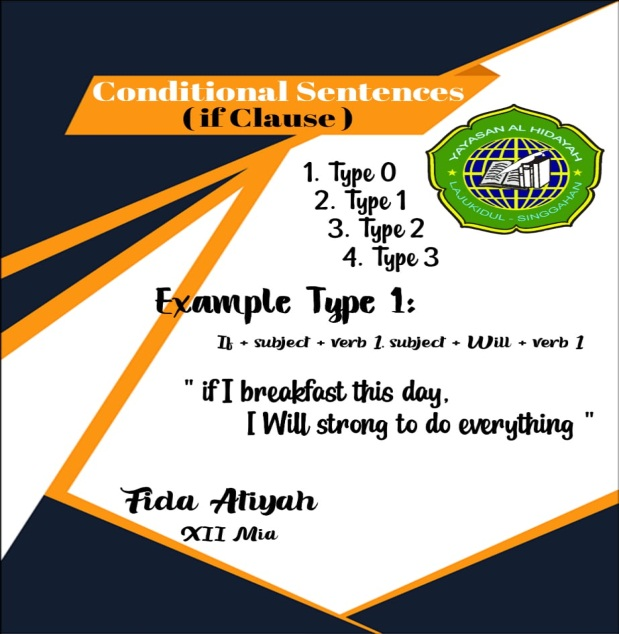 Conditional Sentences
( if Clause )
YAYASAN AL HIDAYAH
LAJUKIDUL - SINGGAHAN
1. Type 0
2. Type 1
3. Type 2
4. Type 3
Example Type 1:
If + subject + verb 1. subject + Will + verb 1
" if I breakfast this day,
I Will strong to do everything "
Fida Atiyah
XII Mia